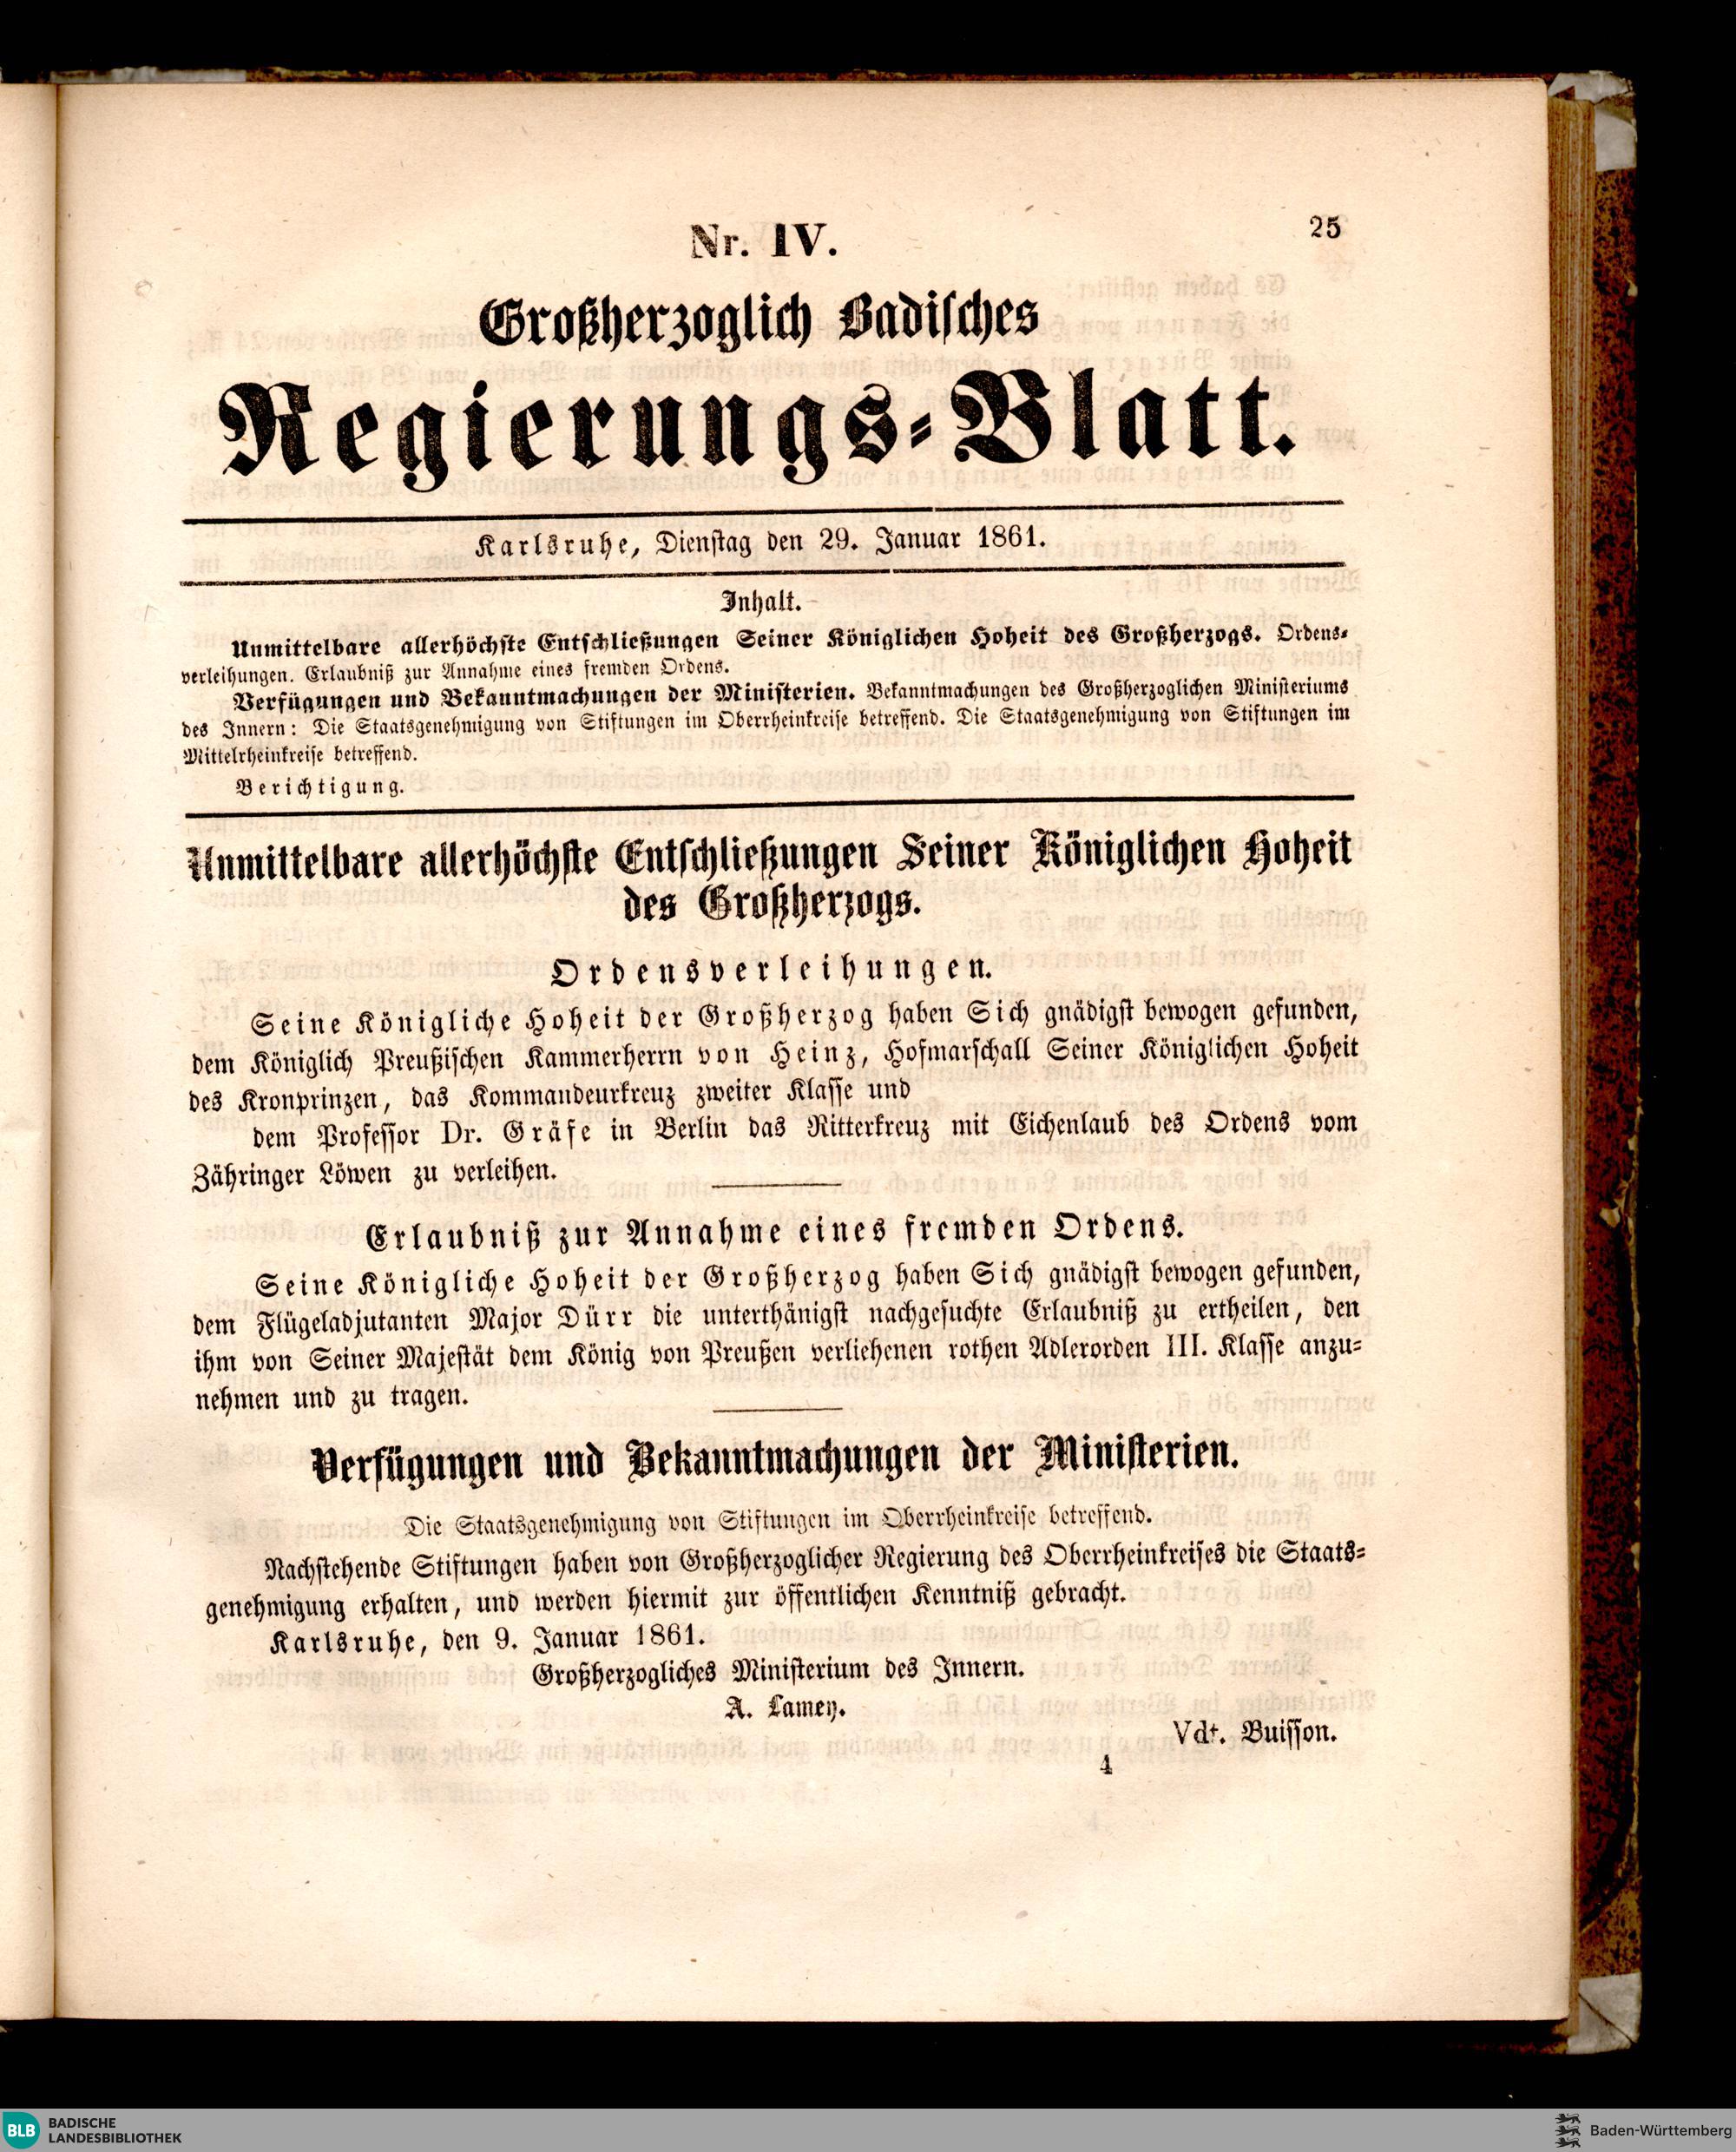 25
Nr. IV.
Großherzoglich Badisches
Regierungs-Blatt.
Karlsruhe, Dienstag den 29. Januar 1861.
Inhalt.
Unmittelbare allerhöchste Entschließungen Seiner Königlichen Hoheit des Großherzogs. Ordens-
verleihungen. Erlaubniß zur Annahme eines fremden Ordens.
Verfügungen und Bekanntmachungen der Ministerien. Bekanntmachungen des Großherzoglichen Ministeriums
des Innern: Die Staatsgenehmigung von Stiftungen im Oberrheinkreise betreffend. Die Staatsgenehmigung von Stiftungen im
Mittelrheinkreise betreffend.
Berichtigung.
Unmittelbare allerhöchste Entschließungen Seiner Königlichen Hoheit
des Großherzogs.
Ordensverleihungen.
Seine Königliche Hoheit der Großherzog haben Sich gnädigst bewogen gefunden,
dem Königlich Preußischen Kammerherrn von Heinz, Hofmarschall Seiner Königlichen Hoheit
des Kronprinzen, das Kommandeurkreuz zweiter Klasse und
dem Professor Dr. Gräfe in Berlin das Ritterkreuz mit Eichenlaub des Ordens vom
Zähringer Löwen zu verleihen.
Erlaubniß zur Annahme eines fremden Ordens.
Seine Königliche Hoheit der Großherzog haben Sich gnädigst bewogen gefunden,
dem Flügeladjutanten Major Dürr die unterthänigst nachgesuchte Erlaubniß zu ertheilen, den
ihm von Seiner Majestät dem König von Preußen verliehenen rothen Adlerorden III. Klasse anzu-
nehmen und zu tragen.
Verfügungen und Bekanntmachungen der Ministerien.
Die Staatsgenehmigung von Stiftungen im Oberrheinkreise betreffend.
Nachstehende Stiftungen haben von Großherzoglicher Regierung des Oberrheinkreises die Staats-
genehmigung erhalten, und werden hiermit zur öffentlichen Kenntniß gebracht.
Karlsruhe, den 9. Januar 1861.
Großherzogliches Ministerium des Innern.
A. Lamey.
Vdt. Buisson.
4
BLB BADISCHE
LANDESBIBLIOTHEK
Baden-Württemberg